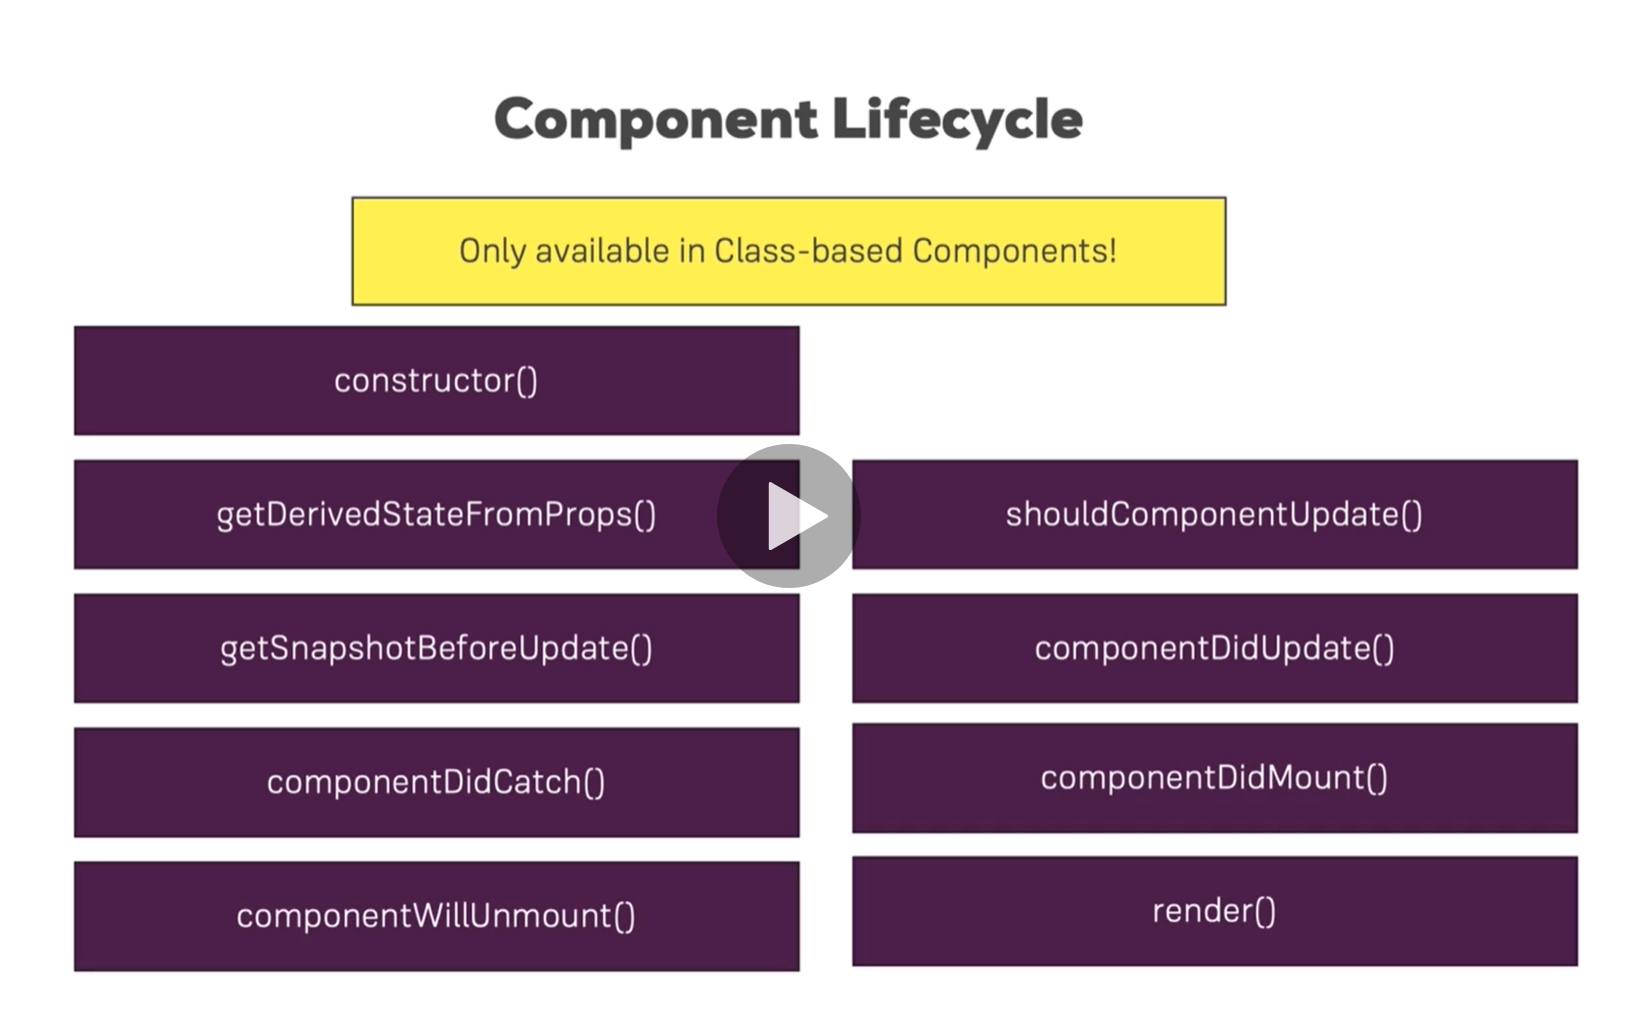 Component Lifecycle
Only available in Class-based Components!
constructor()
getDerivedStateFromProps()
shouldComponentUpdate()
getSnapshotBeforeUpdate()
componentDidUpdate()
componentDidCatch()
componentDidMount()
componentWillUnmount()
render()